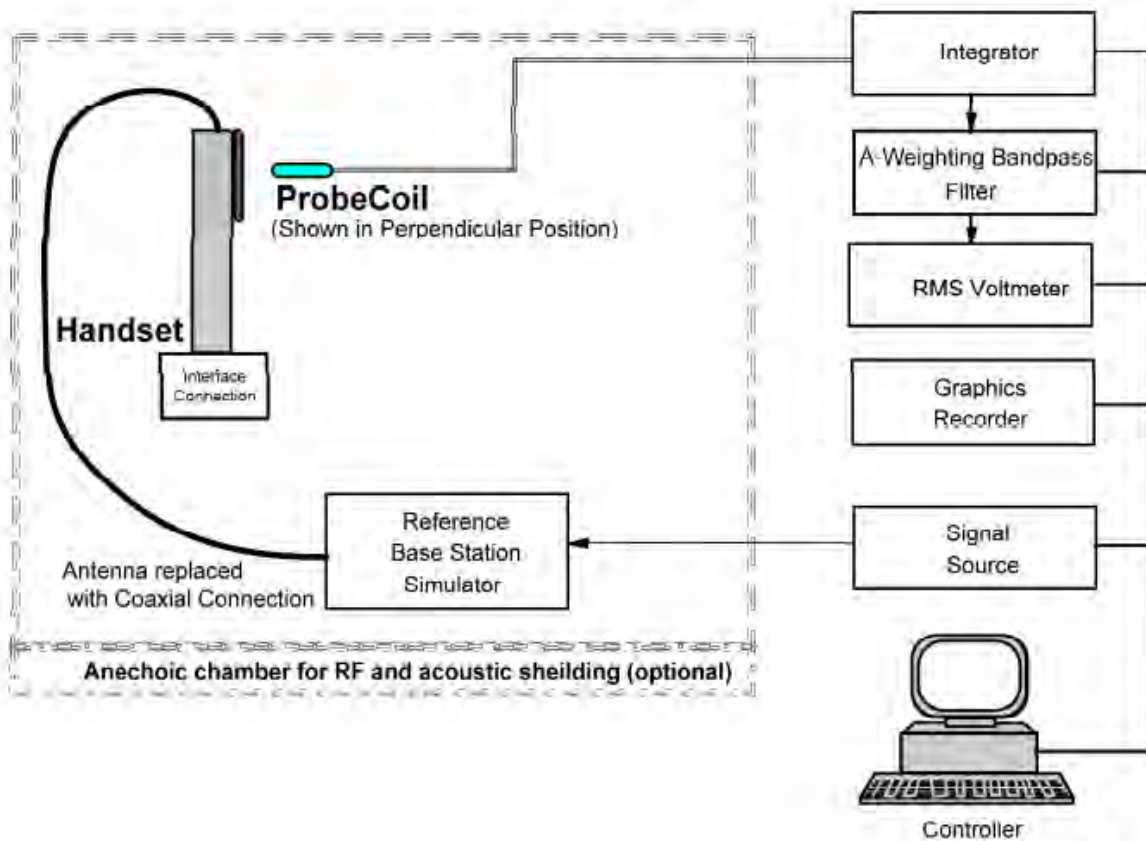 Integrator
A-Weighting Bandpass
Filter
ProbeCoil
(Shown in Perpendicular Position)
RMS Voltmeter
Handset
Interface
Connection
Graphics
Recorder
Reference
Base Station
Simulator
Signal
Source
Antenna replaced
with Coaxial Connection
Anechoic chamber for RF and acoustic sheilding (optional)
Controller